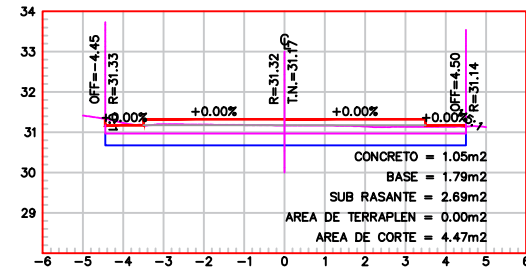 34
33
32
31
30
29
28
OFF=-4.45
R=31.33
R=31.32
T.N.=31.17
OFF=4.50
R=31.14
+0.00%
+0.00%
+0.00%
+0.00%
CONCRETO = 1.05m2
BASE = 1.79m2
SUB RASANTE = 2.69m2
AREA DE TERRAPLEN = 0.00m2
AREA DE CORTE = 4.47m2
-6 -5 -4 -3 -2 -1 0 1 2 3 4 5 6